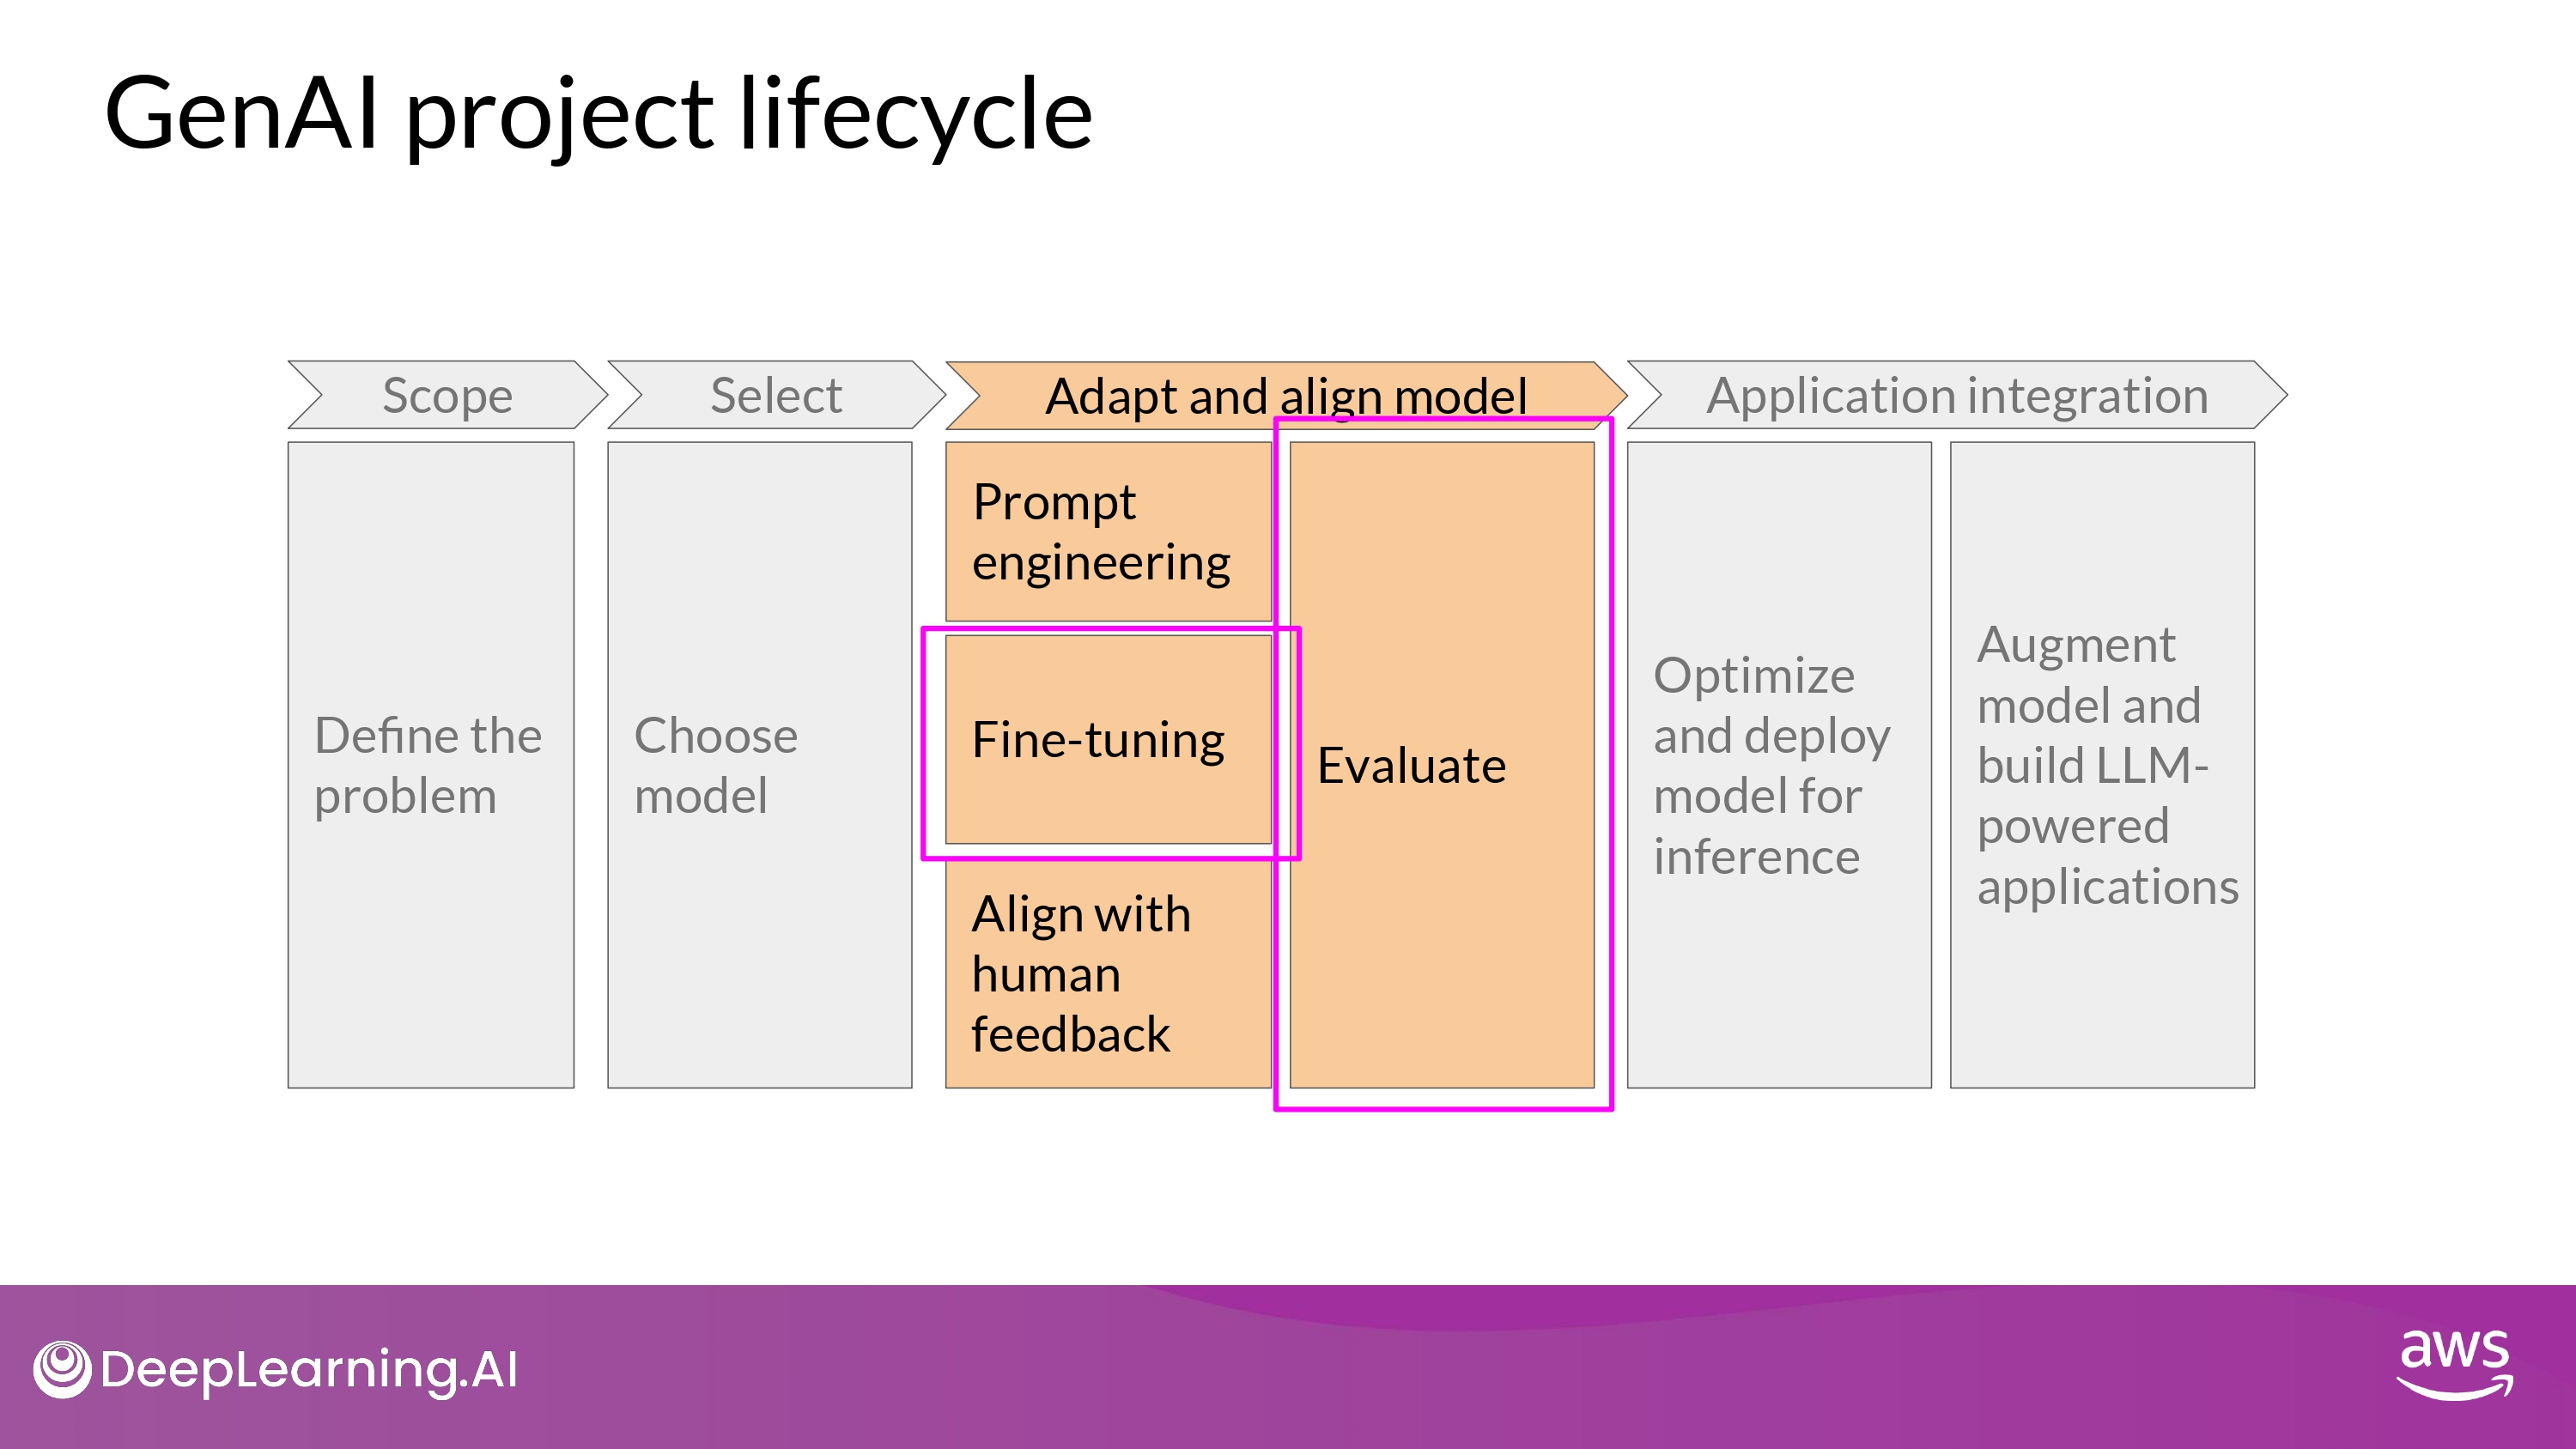 GenAI project lifecycle
Scope
Select
Adapt and align model
Application integration
Define the
problem
Choose
model
Prompt
engineering
Fine-tuning
Align with
human
feedback
Evaluate
Optimize
and deploy
model for
inference
Augment
model and
build LLM-
powered
applications
DeepLearning.AI
aws